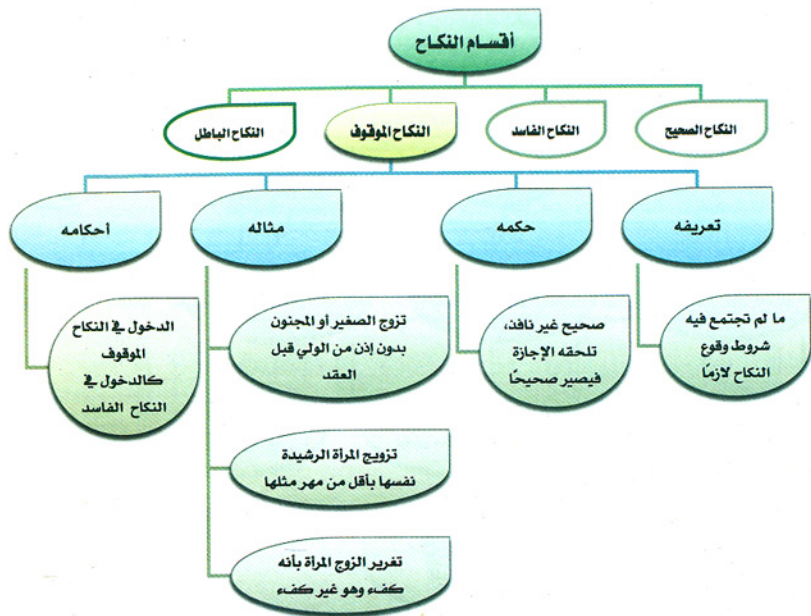 أقسام النكاح
النكاح الصحيح
النكاح الفاسد
النكاح الموقوف
النكاح الباطل
تعريفه
حكمه
مثاله
أحكامه
ما لم تجتمع فيه
شروط وقوع
النكاح لازمًا
صحيح غير نافذ،
تلحقه الإجازة
فيصير صحيحًا
تزوج الصغير أو المجنون
بدون إذن من الولي قبل
العقد
تزويج المرأة الرشيدة
نفسها بأقل من مهر مثلها
تغرير الزوج المرأة بأنه
كفء وهو غير كفء
الدخول في النكاح
الموقوف
كالدخول في
النكاح الفاسد